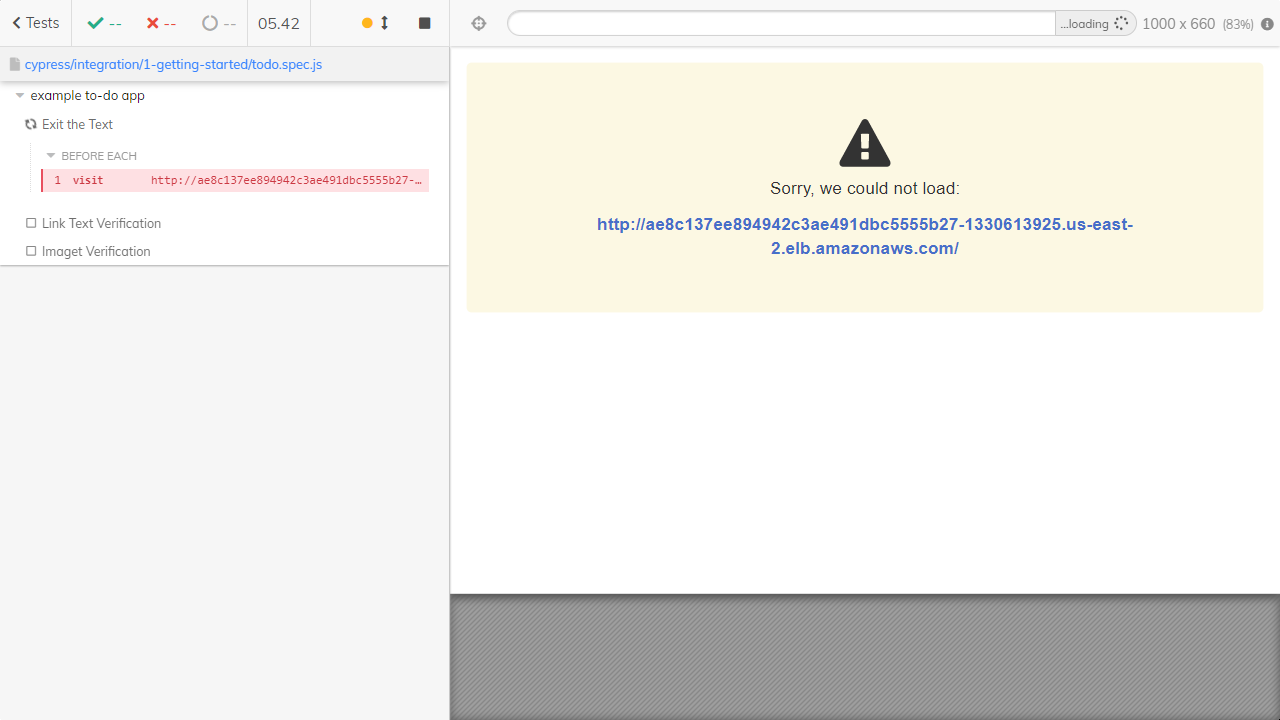 Tests
--
--
--
05.42
...loading
1000 x 660 (83%)
cypress/integration/1-getting-started/todo.spec.js
example to-do app
Exit the Text
BEFORE EACH
1 visit http://ae8c137ee894942c3ae491dbc5555b27-...
Link Text Verification
Imaget Verification
Sorry, we could not load:
http://ae8c137ee894942c3ae491dbc5555b27-1330613925.us-east-
2.elb.amazonaws.com/